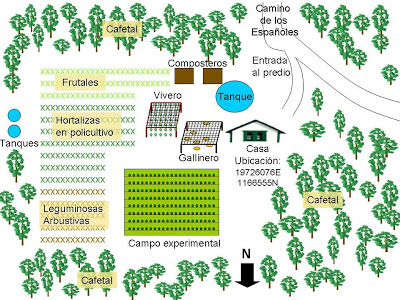 Cafetal
Camino
de los
Españoles
Entrada
al predio
Composteros
Frutales
Vivero
Tanque
Hortalizas
en policultivo
Tanques
Gallinero
Casa
Ubicación:
19726076E
1166555N
Cafetal
Leguminosas
Arbustivas
Campo experimental
N
Cafetal